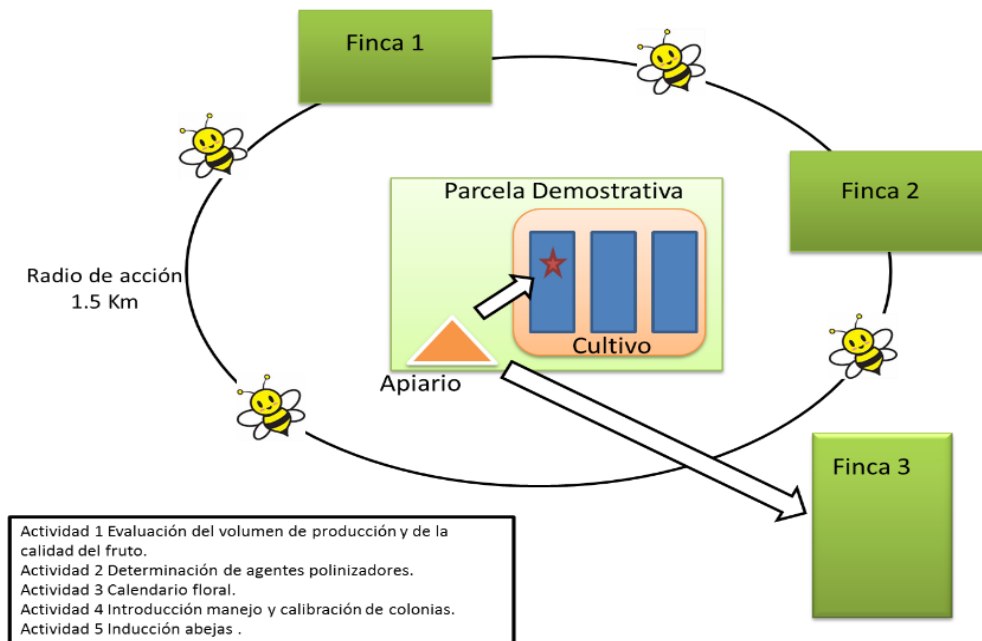 Finca 1
Finca 2
Parcela Demostrativa
Radio de acción
1.5 Km
Cultivo
Apiario
Finca 3
Actividad 1 Evaluación del volumen de producción y de la
calidad del fruto.
Actividad 2 Determinación de agentes polinizadores.
Actividad 3 Calendario floral.
Actividad 4 Introducción manejo y calibración de colonias.
Actividad 5 Inducción abejas .